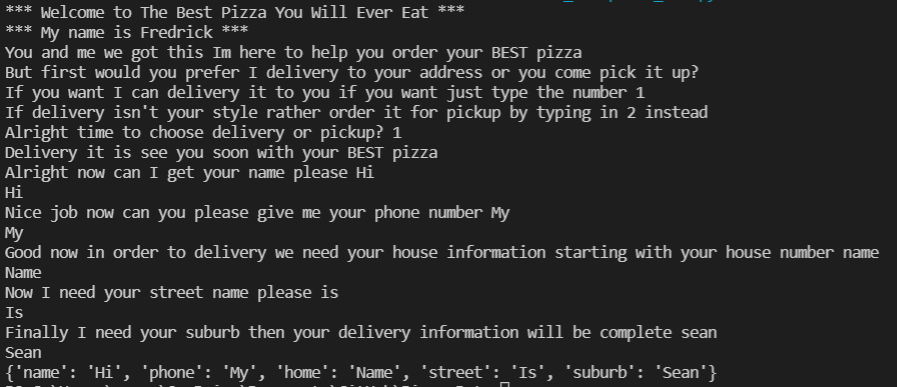 *** Welcome to The Best Pizza You Will Ever Eat ***
*** My name is Fredrick ***
You and me we got this Im here to help you order your BEST pizza
But first would you prefer I delivery to your address or you come pick it up?
If you want I can delivery it to you if you want just type the number 1
If delivery isn't your style rather order it for pickup by typing in 2 instead
Alright time to choose delivery or pickup? 1
Delivery it is see you soon with your BEST pizza
Alright now can I get your name please Hi
Hi
Nice job now can you please give me your phone number My
My
Good now in order to delivery we need your house information starting with your house number name
Name
Now I need your street name please is
Is
Finally I need your suburb then your delivery information will be complete sean
Sean
{'name': 'Hi', 'phone': 'My', 'home': 'Name', 'street': 'Is', 'suburb': 'Sean'}